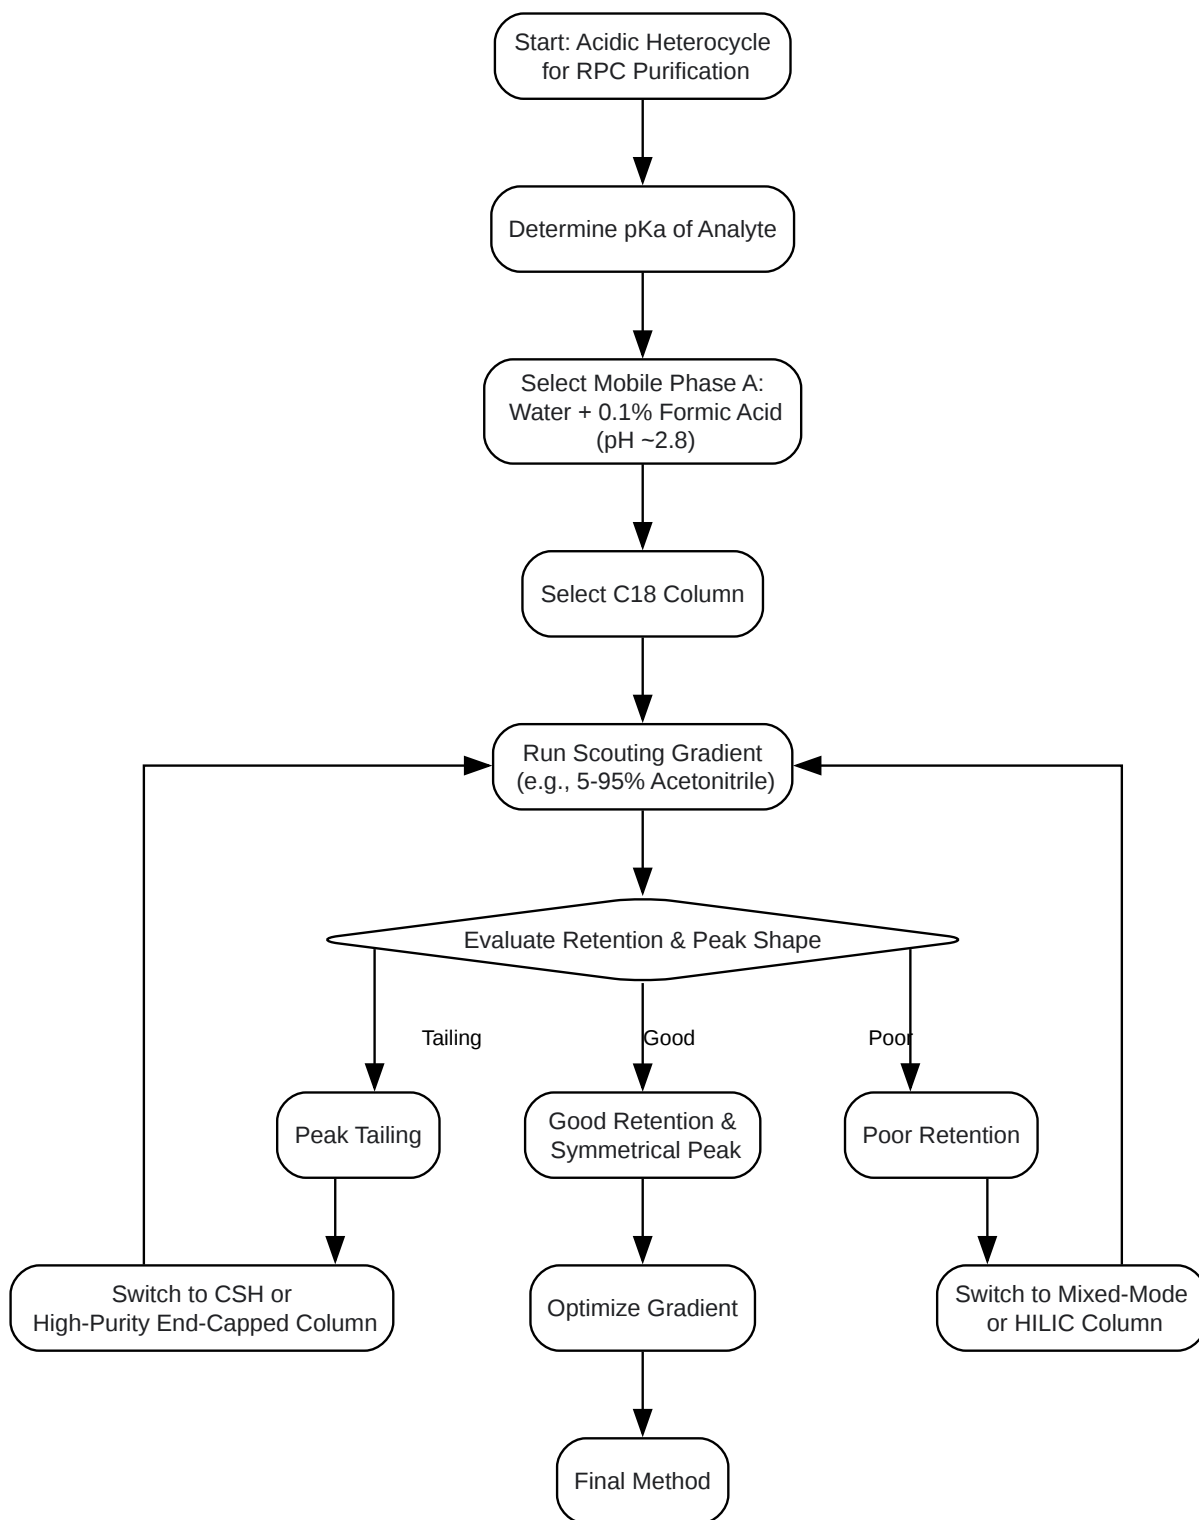 Start: Acidic Heterocycle
for RPC Purification
Determine pKa of Analyte
Select Mobile Phase A:
Water + 0.1% Formic Acid
(pH ~2.8)
Select C18 Column
Run Scouting Gradient
(e.g., 5-95% Acetonitrile)
Evaluate Retention & Peak Shape
Tailing
Good
Poor
Peak Tailing
Good Retention &
Symmetrical Peak
Poor Retention
Switch to CSH or
High-Purity End-Capped Column
Optimize Gradient
Switch to Mixed-Mode
or HILIC Column
Final Method